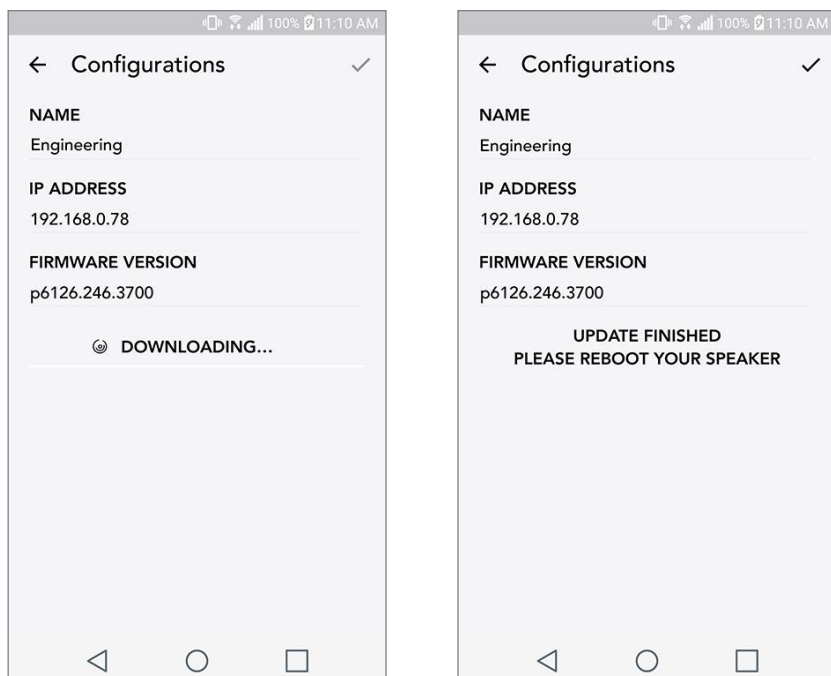 100% 11:10 AM
Configurations
NAME
Engineering
IP ADDRESS
192.168.0.78
FIRMWARE VERSION
p6126.246.3700
DOWNLOADING...
100% 11:10 AM
Configurations
NAME
Engineering
IP ADDRESS
192.168.0.78
FIRMWARE VERSION
p6126.246.3700
UPDATE FINISHED
PLEASE REBOOT YOUR SPEAKER